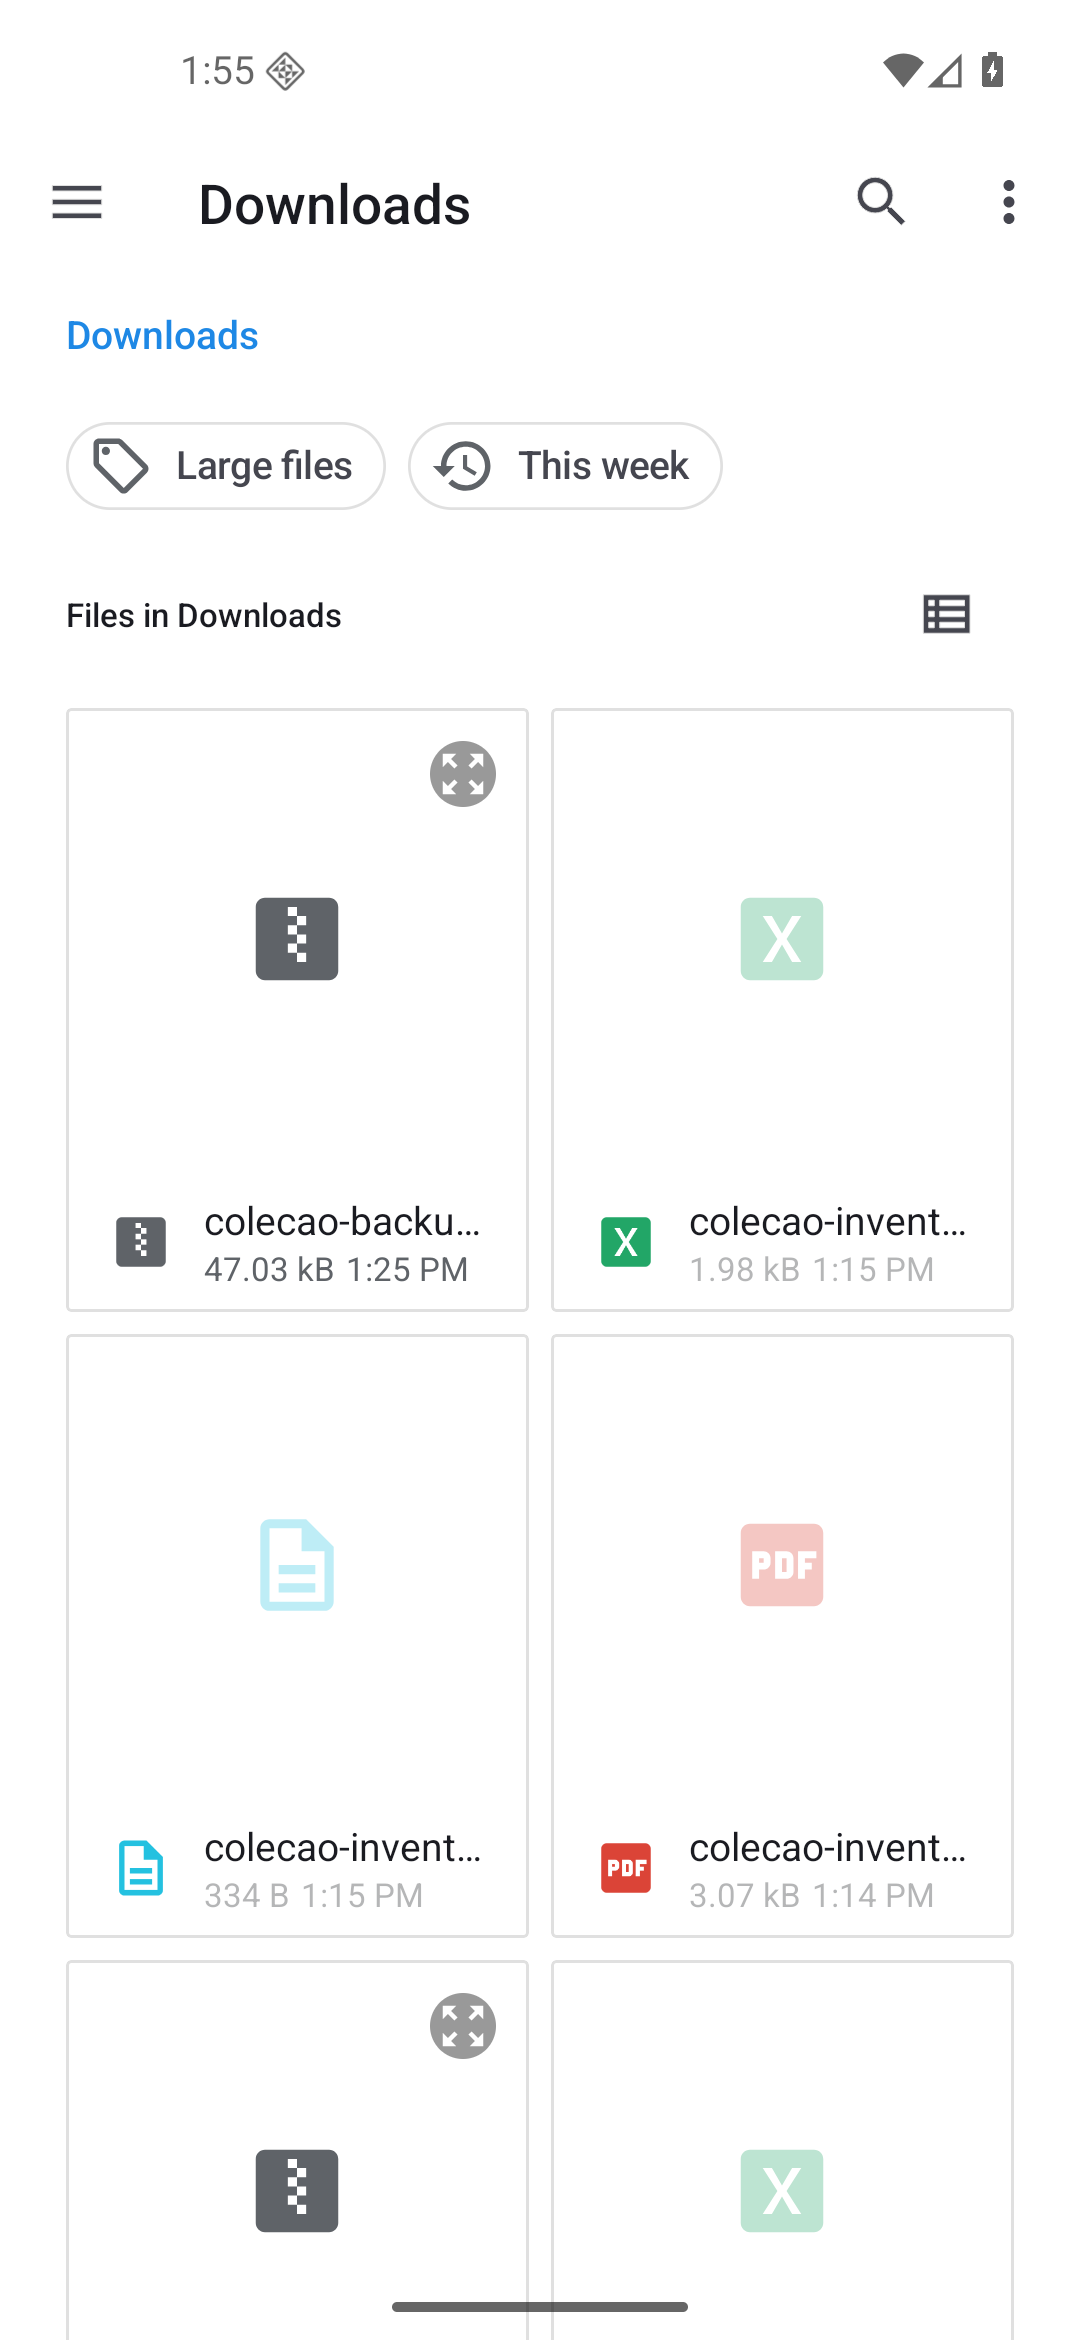 1:55
Downloads
Downloads
Large files
This week
Files in Downloads
colecao-backu…
47.03 kB 1:25 PM
X
X
colecao-invent…
1.98 kB 1:15 PM
colecao-invent…
334 B 1:15 PM
PDF
PDF
colecao-invent…
3.07 kB 1:14 PM
X